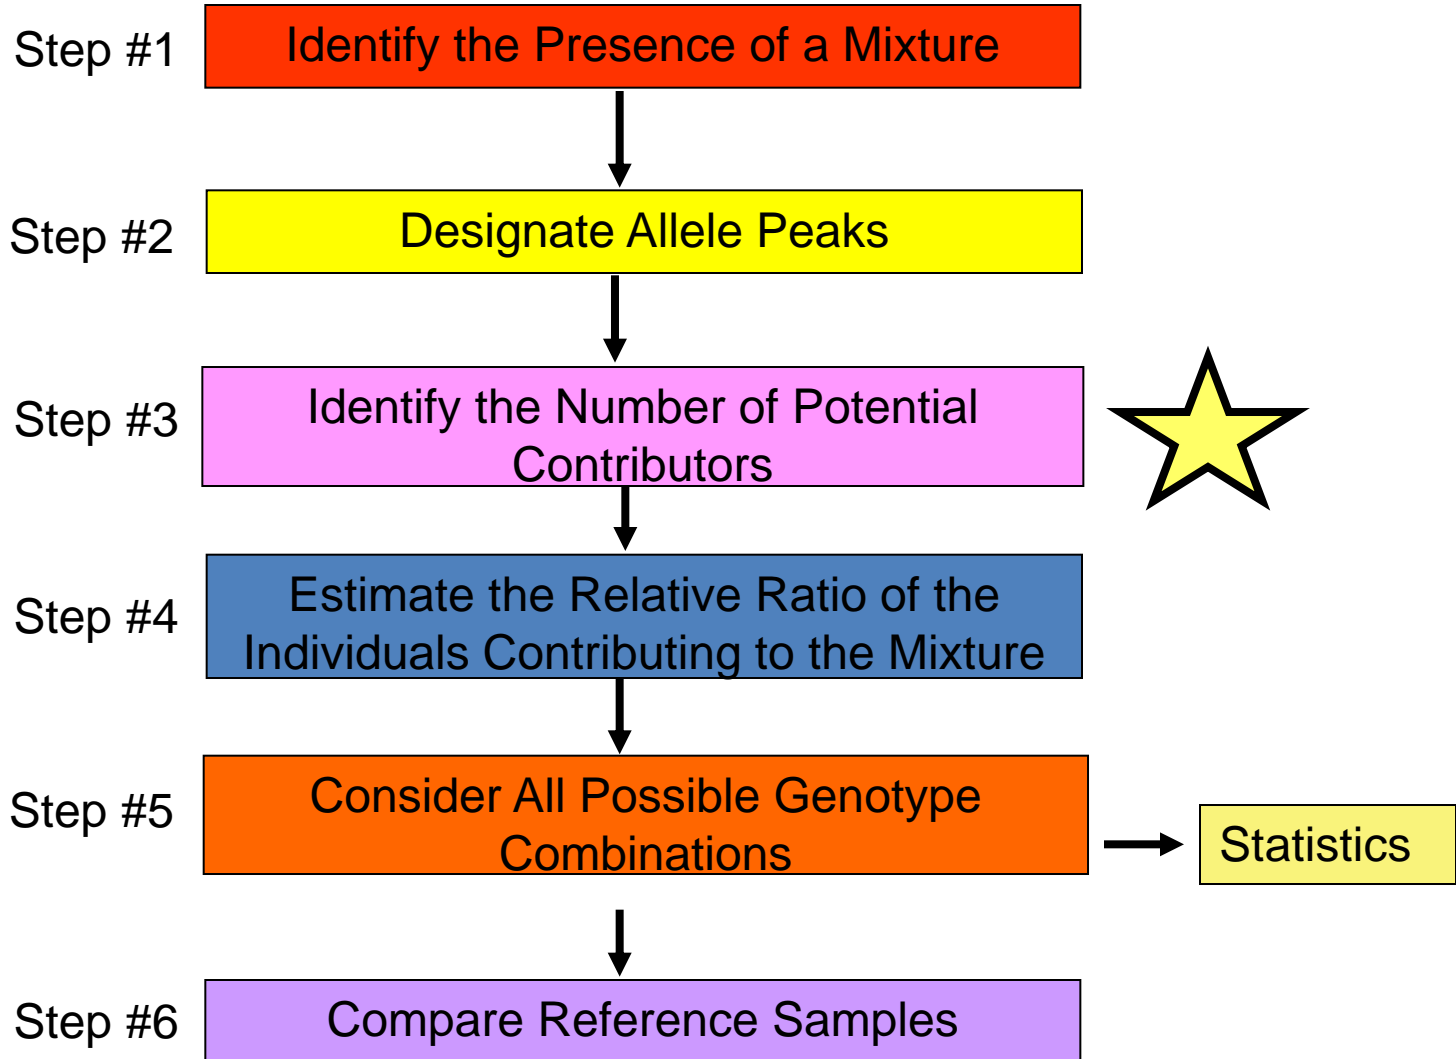 Step #1
Identify the Presence of a Mixture
Step #2
Designate Allele Peaks
Step #3
Identify the Number of Potential
Contributors
Step #4
Estimate the Relative Ratio of the
Individuals Contributing to the Mixture
Step #5
Consider All Possible Genotype
Combinations
Statistics
Step #6
Compare Reference Samples